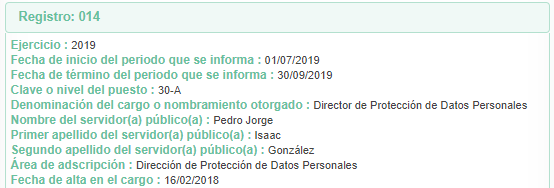 Registro: 014
Ejercicio : 2019
Fecha de inicio del periodo que se informa : 01/07/2019
Fecha de término del periodo que se informa : 30/09/2019
Clave o nivel del puesto : 30-A
Denominación del cargo o nombramiento otorgado : Director de Protección de Datos Personales
Nombre del servidor(a) público(a) : Pedro Jorge
Primer apellido del servidor(a) público(a) : Isaac
Segundo apellido del servidor(a) público(a) : González
Área de adscripción : Dirección de Protección de Datos Personales
Fecha de alta en el cargo : 16/02/2018